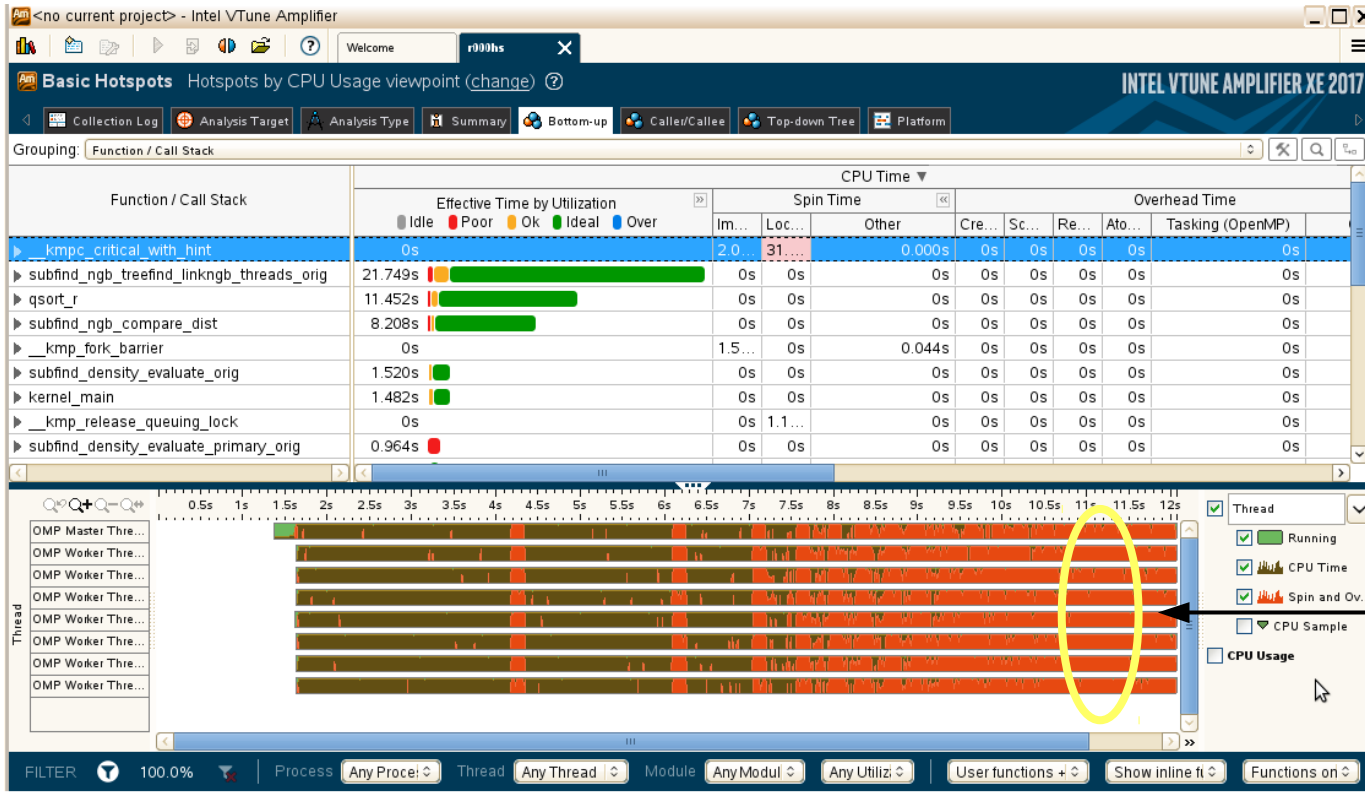 <no current project> - Intel VTune Amplifier
Welcome r000hs
Basic Hotspots Hotspots by CPU Usage viewpoint (change)
INTEL VTUNE AMPLIFIER XE 2017
Collection Log Analysis Target Analysis Type Summary Bottom-up Caller/Callee Top-down Tree Platform
Grouping: Function / Call Stack
CPU Time
Function / Call Stack Effective Time by Utilization Spin Time Overhead Time
Idle Poor Ok Ideal Over Im... Loc... Other Cre... Sc... Re... Ato... Tasking (OpenMP)
__kmpc_critical_with_hint 0s 2.0... 31.... 0.000s 0s 0s 0s 0s 0s
subfind_ngb_treefind_linkngb_threads_orig 21.749s 0s 0s 0s 0s 0s 0s 0s 0s
qsort_r 11.452s 0s 0s 0s 0s 0s 0s 0s 0s
subfind_ngb_compare_dist 8.208s 0s 0s 0s 0s 0s 0s 0s 0s
__kmp_fork_barrier 0s 1.5... 0s 0.044s 0s 0s 0s 0s 0s
subfind_density_evaluate_orig 1.520s 0s 0s 0s 0s 0s 0s 0s 0s
kernel_main 1.482s 0s 0s 0s 0s 0s 0s 0s 0s
__kmp_release_queuing_lock 0s 0s 1.1... 0s 0s 0s 0s 0s 0s
subfind_density_evaluate_primary_orig 0.964s 0s 0s 0s 0s 0s 0s 0s 0s
0.5s 1s 1.5s 2s 2.5s 3s 3.5s 4s 4.5s 5s 5.5s 6s 6.5s 7s 7.5s 8s 8.5s 9s 9.5s 10s 10.5s 11s 11.5s 12s
Thread
OMP Master Thre...
OMP Worker Thre...
OMP Worker Thre...
OMP Worker Thre...
OMP Worker Thre...
OMP Worker Thre...
OMP Worker Thre...
OMP Worker Thre...
Thread
Running
CPU Time
Spin and Ov.
CPU Sample
CPU Usage
FILTER 100.0% Process Any Proce Thread Any Thread Module Any Modul Any Utiliz User functions + Show inline fu Functions on